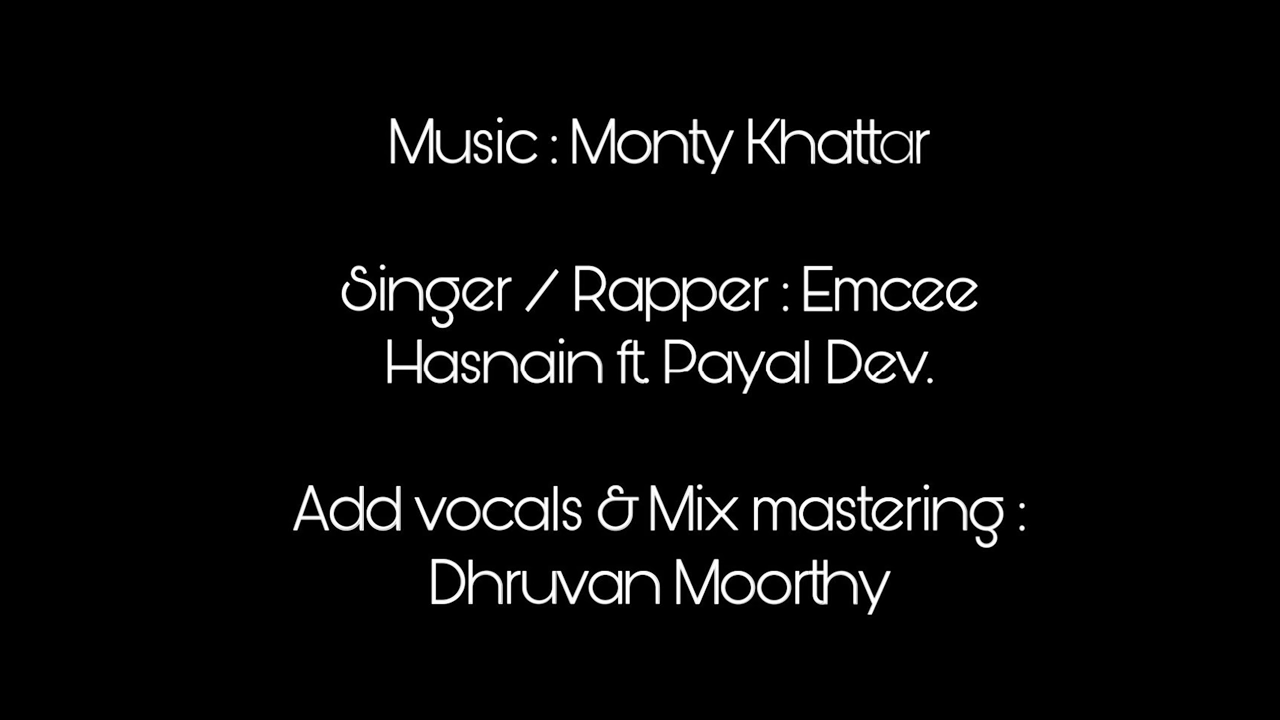 Music : Monty Khattar
Singer / Rapper : Emcee
Hasnain ft. Payal Dev.
Add vocals & Mix mastering :
Dhruvan Moorthy